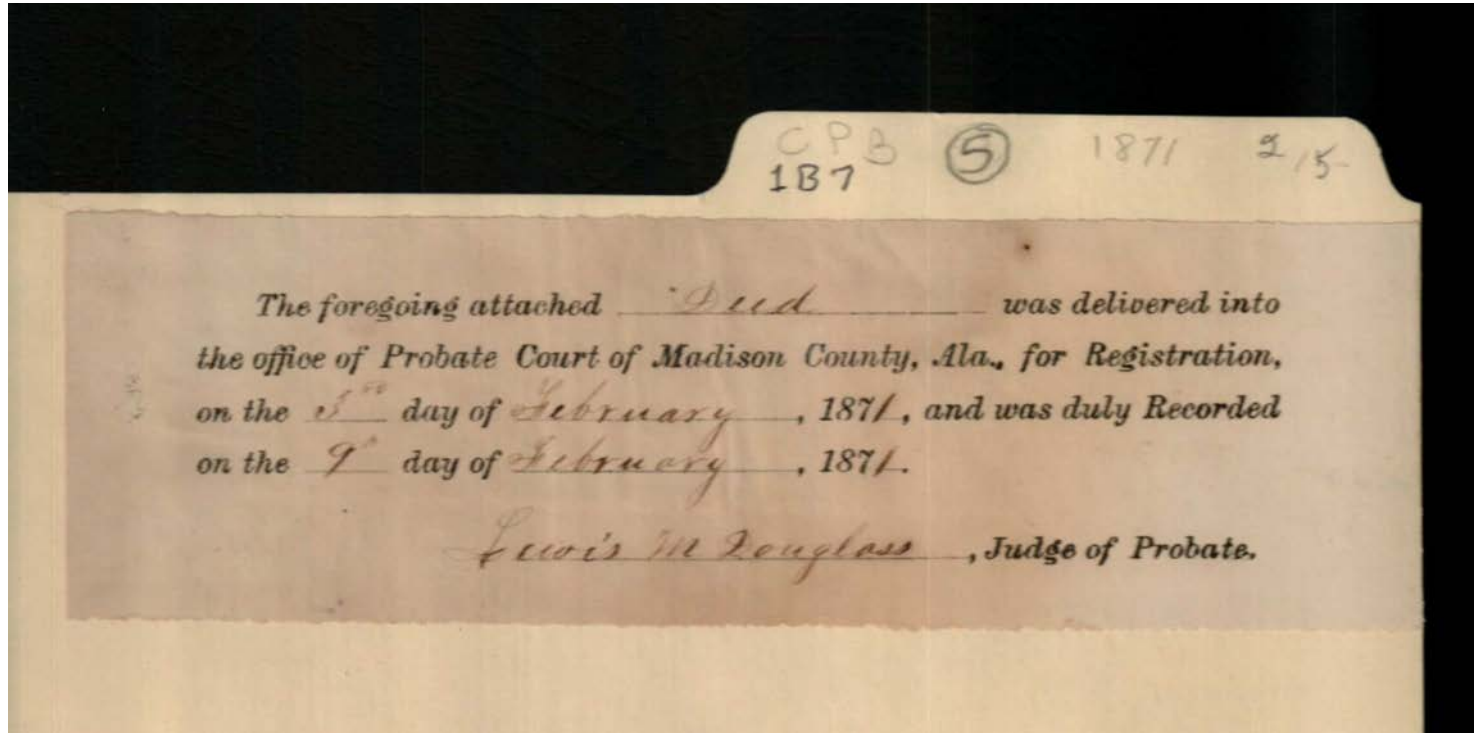 CPB (5) 1871 2/5
1B7
The foregoing attached Deed was delivered into
the office of Probate Court of Madison County, Ala., for Registration,
on the day of February, 1871, and was duly Recorded
on the 9th day of February, 1871.
Lewis M Douglass, Judge of Probate.